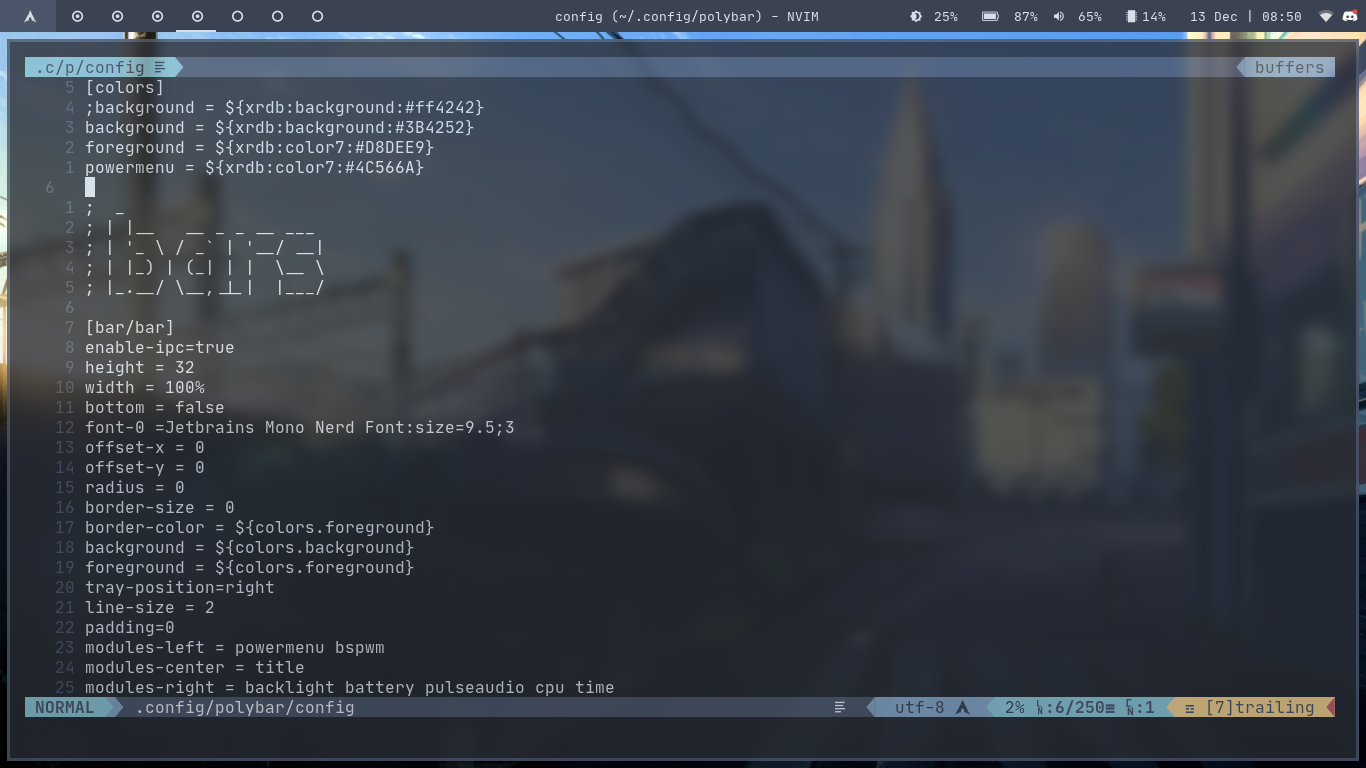 config (~/.config/polybar) - NVIM 25% 87% 65% 14% 13 Dec | 08:50
.c/p/config buffers
5 [colors]
4 ;background = ${xrdb:background:#ff4242}
3 background = ${xrdb:background:#3B4252}
2 foreground = ${xrdb:color7:#D8DEE9}
1 powermenu = ${xrdb:color7:#4C566A}
6
1 ;  _
2 ; | |__   __ _ _ __ ___
3 ; | '_ \ / _` | '__/ __|
4 ; | |_) | (_| | |  \__ \
5 ; |_.__/ \__,_|_|  |___/
6
7 [bar/bar]
8 enable-ipc=true
9 height = 32
10 width = 100%
11 bottom = false
12 font-0 =Jetbrains Mono Nerd Font:size=9.5;3
13 offset-x = 0
14 offset-y = 0
15 radius = 0
16 border-size = 0
17 border-color = ${colors.foreground}
18 background = ${colors.background}
19 foreground = ${colors.foreground}
20 tray-position=right
21 line-size = 2
22 padding=0
23 modules-left = powermenu bspwm
24 modules-center = title
25 modules-right = backlight battery pulseaudio cpu time
NORMAL .config/polybar/config utf-8 2% ㏑:6/250≡ ㏇:1 ☲ [7]trailing